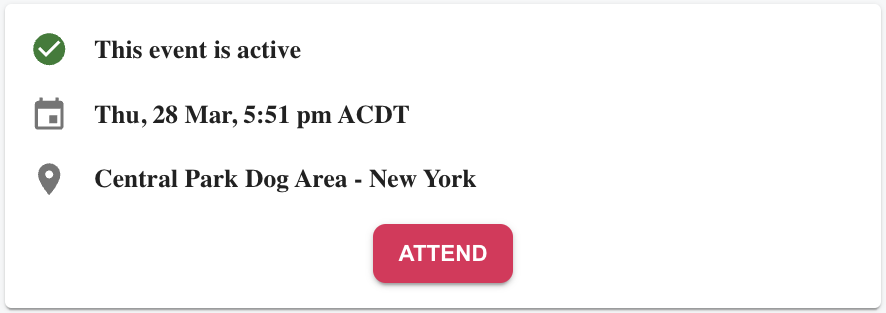 This event is active
Thu, 28 Mar, 5:51 pm ACDT
Central Park Dog Area - New York
ATTEND